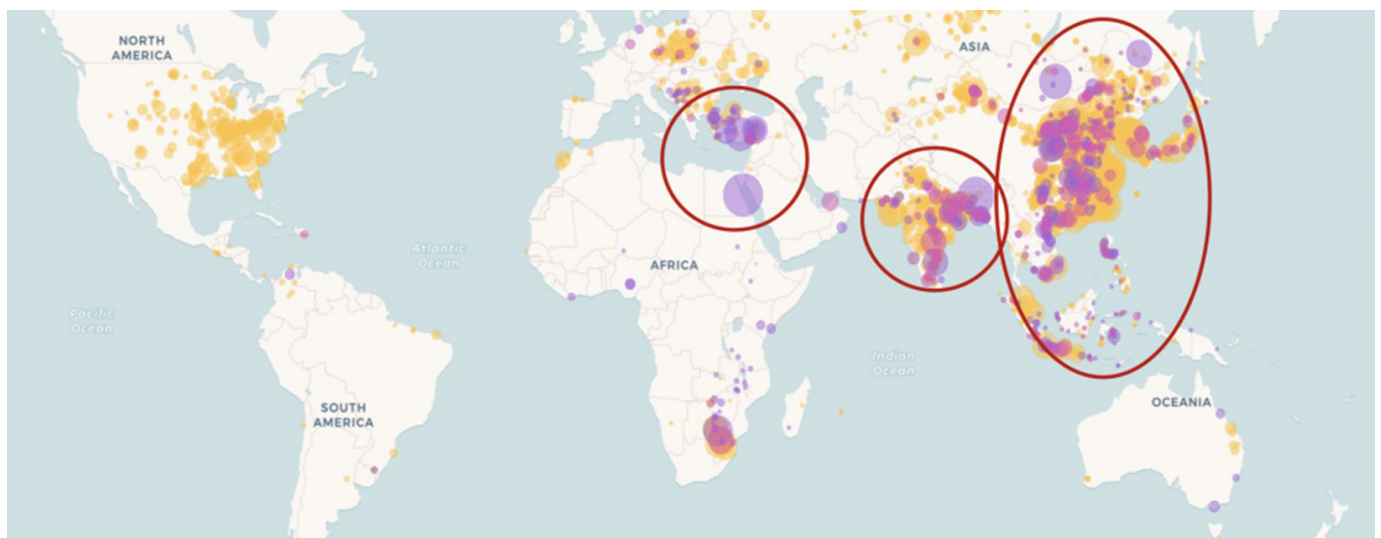 NORTH
AMERICA
ASIA
Atlantic
Ocean
AFRICA
Pacific
Ocean
Indian
Ocean
SOUTH
AMERICA
OCEANIA